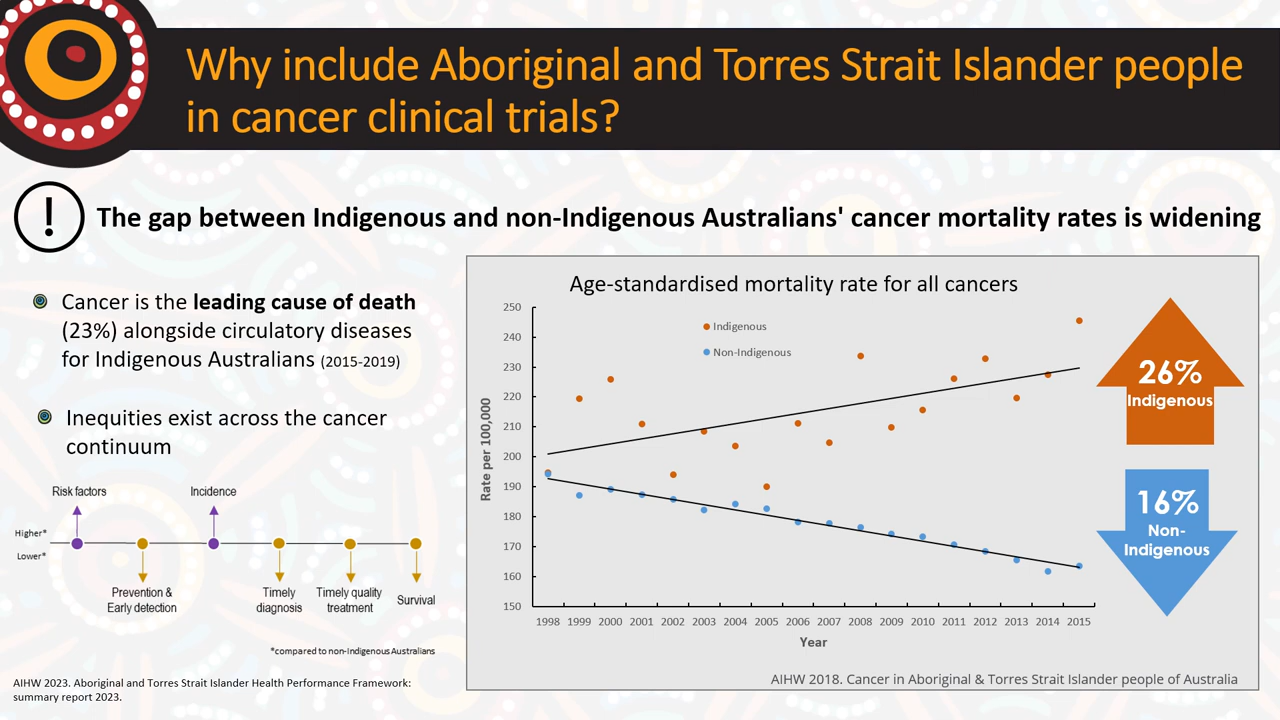 Why include Aboriginal and Torres Strait Islander people
in cancer clinical trials?
!
The gap between Indigenous and non-Indigenous Australians' cancer mortality rates is widening
Cancer is the leading cause of death
(23%) alongside circulatory diseases
for Indigenous Australians (2015-2019)
Inequities exist across the cancer
continuum
Risk factors
Incidence
Higher*
Lower*
Prevention &
Early detection
Timely
diagnosis
Timely quality
treatment
Survival
*compared to non-Indigenous Australians
AIHW 2023. Aboriginal and Torres Strait Islander Health Performance Framework:
summary report 2023.
Age-standardised mortality rate for all cancers
Indigenous
Non-Indigenous
Rate per 100,000
250
240
230
220
210
200
190
180
170
160
150
1998 1999 2000 2001 2002 2003 2004 2005 2006 2007 2008 2009 2010 2011 2012 2013 2014 2015
Year
26%
Indigenous
16%
Non-
Indigenous
AIHW 2018. Cancer in Aboriginal & Torres Strait Islander people of Australia